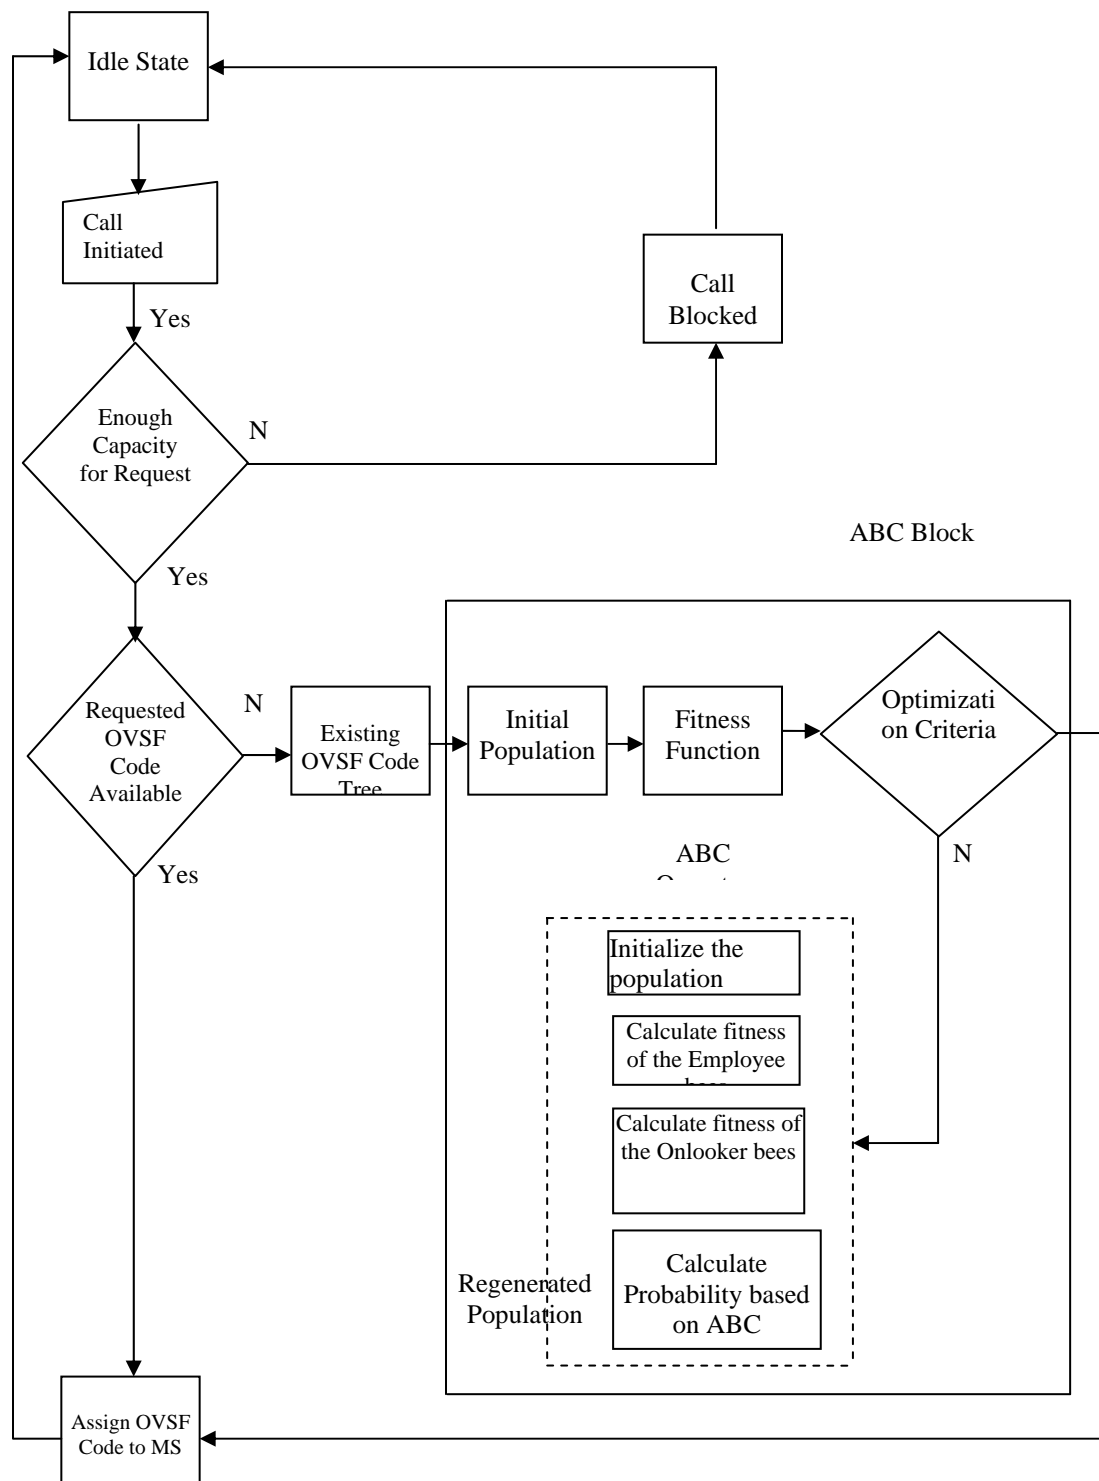 Idle State
Call
Initiated
Yes
Call
Blocked
Enough
Capacity
for Request
N
Yes
ABC Block
Requested
OVSF
Code
Available
N
Existing
OVSF Code
Tree
Initial
Population
Fitness
Function
Optimizati
on Criteria
Yes
ABC
N
Initialize the
population
Calculate fitness
of the Employee
bees
Calculate fitness of
the Onlooker bees
Calculate
Probability based
on ABC
Regenerated
Population
Assign OVSF
Code to MS